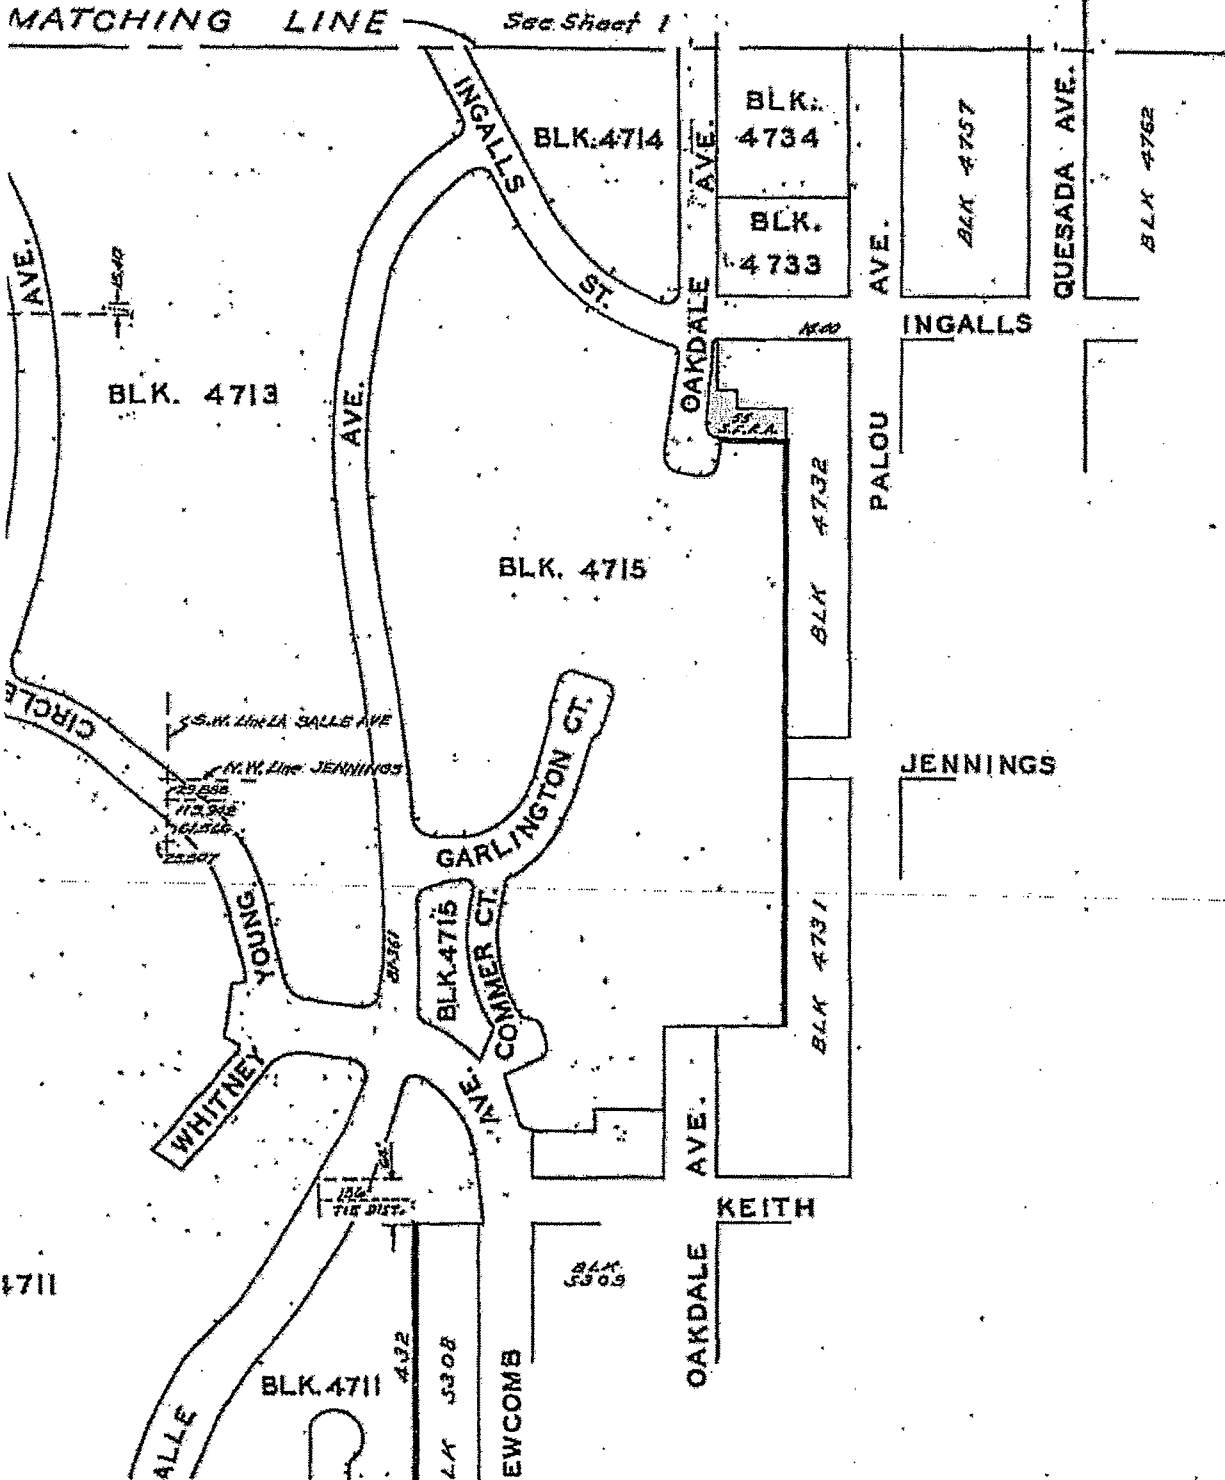 MATCHING LINE
See Sheet 1
INGALLS
ST.
BLK. 4714
OAKDALE AVE.
BLK.
4734
BLK.
4733
PALOU AVE.
BLK 4757
QUESADA AVE.
BLK 4762
INGALLS
AVE.
BLK. 4713
AVE.
BLK 4732
BLK. 4715
CIRCLE
S.W. Line LA SALLE AVE
N.W. Line JENNINGS
JENNINGS
GARLINGTON CT.
YOUNG
BLK. 4715
COMMER CT.
BLK 4731
WHITNEY
AVE.
AVE.
TIE DIST.
KEITH
OAKDALE
BLK
5309
4711
432
BLK. 4711
LK 5308
EWCOMB
ALLE